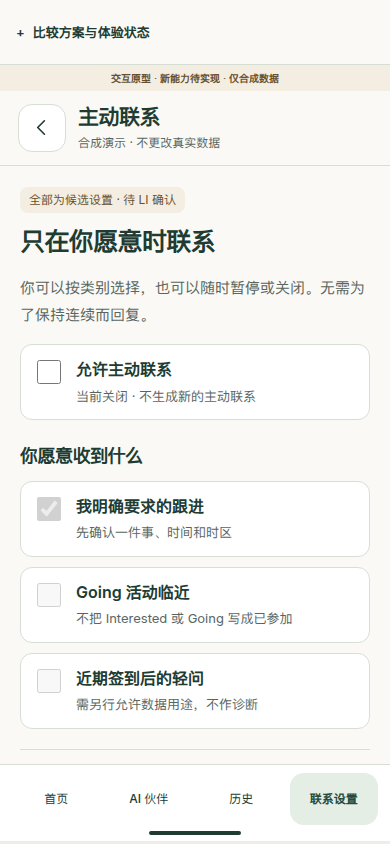 + 比较方案与体验状态
交互原型 · 新能力待实现 · 仅合成数据
主动联系
合成演示 · 不更改真实数据
全部为候选设置 · 待 LI 确认
只在你愿意时联系
你可以按类别选择，也可以随时暂停或关闭。无需为
了保持连续而回复。
允许主动联系
当前关闭 · 不生成新的主动联系
你愿意收到什么
我明确要求的跟进
先确认一件事、时间和时区
Going 活动临近
不把 Interested 或 Going 写成已参加
近期签到后的轻问
需另行允许数据用途，不作诊断
首页
AI 伙伴
历史
联系设置